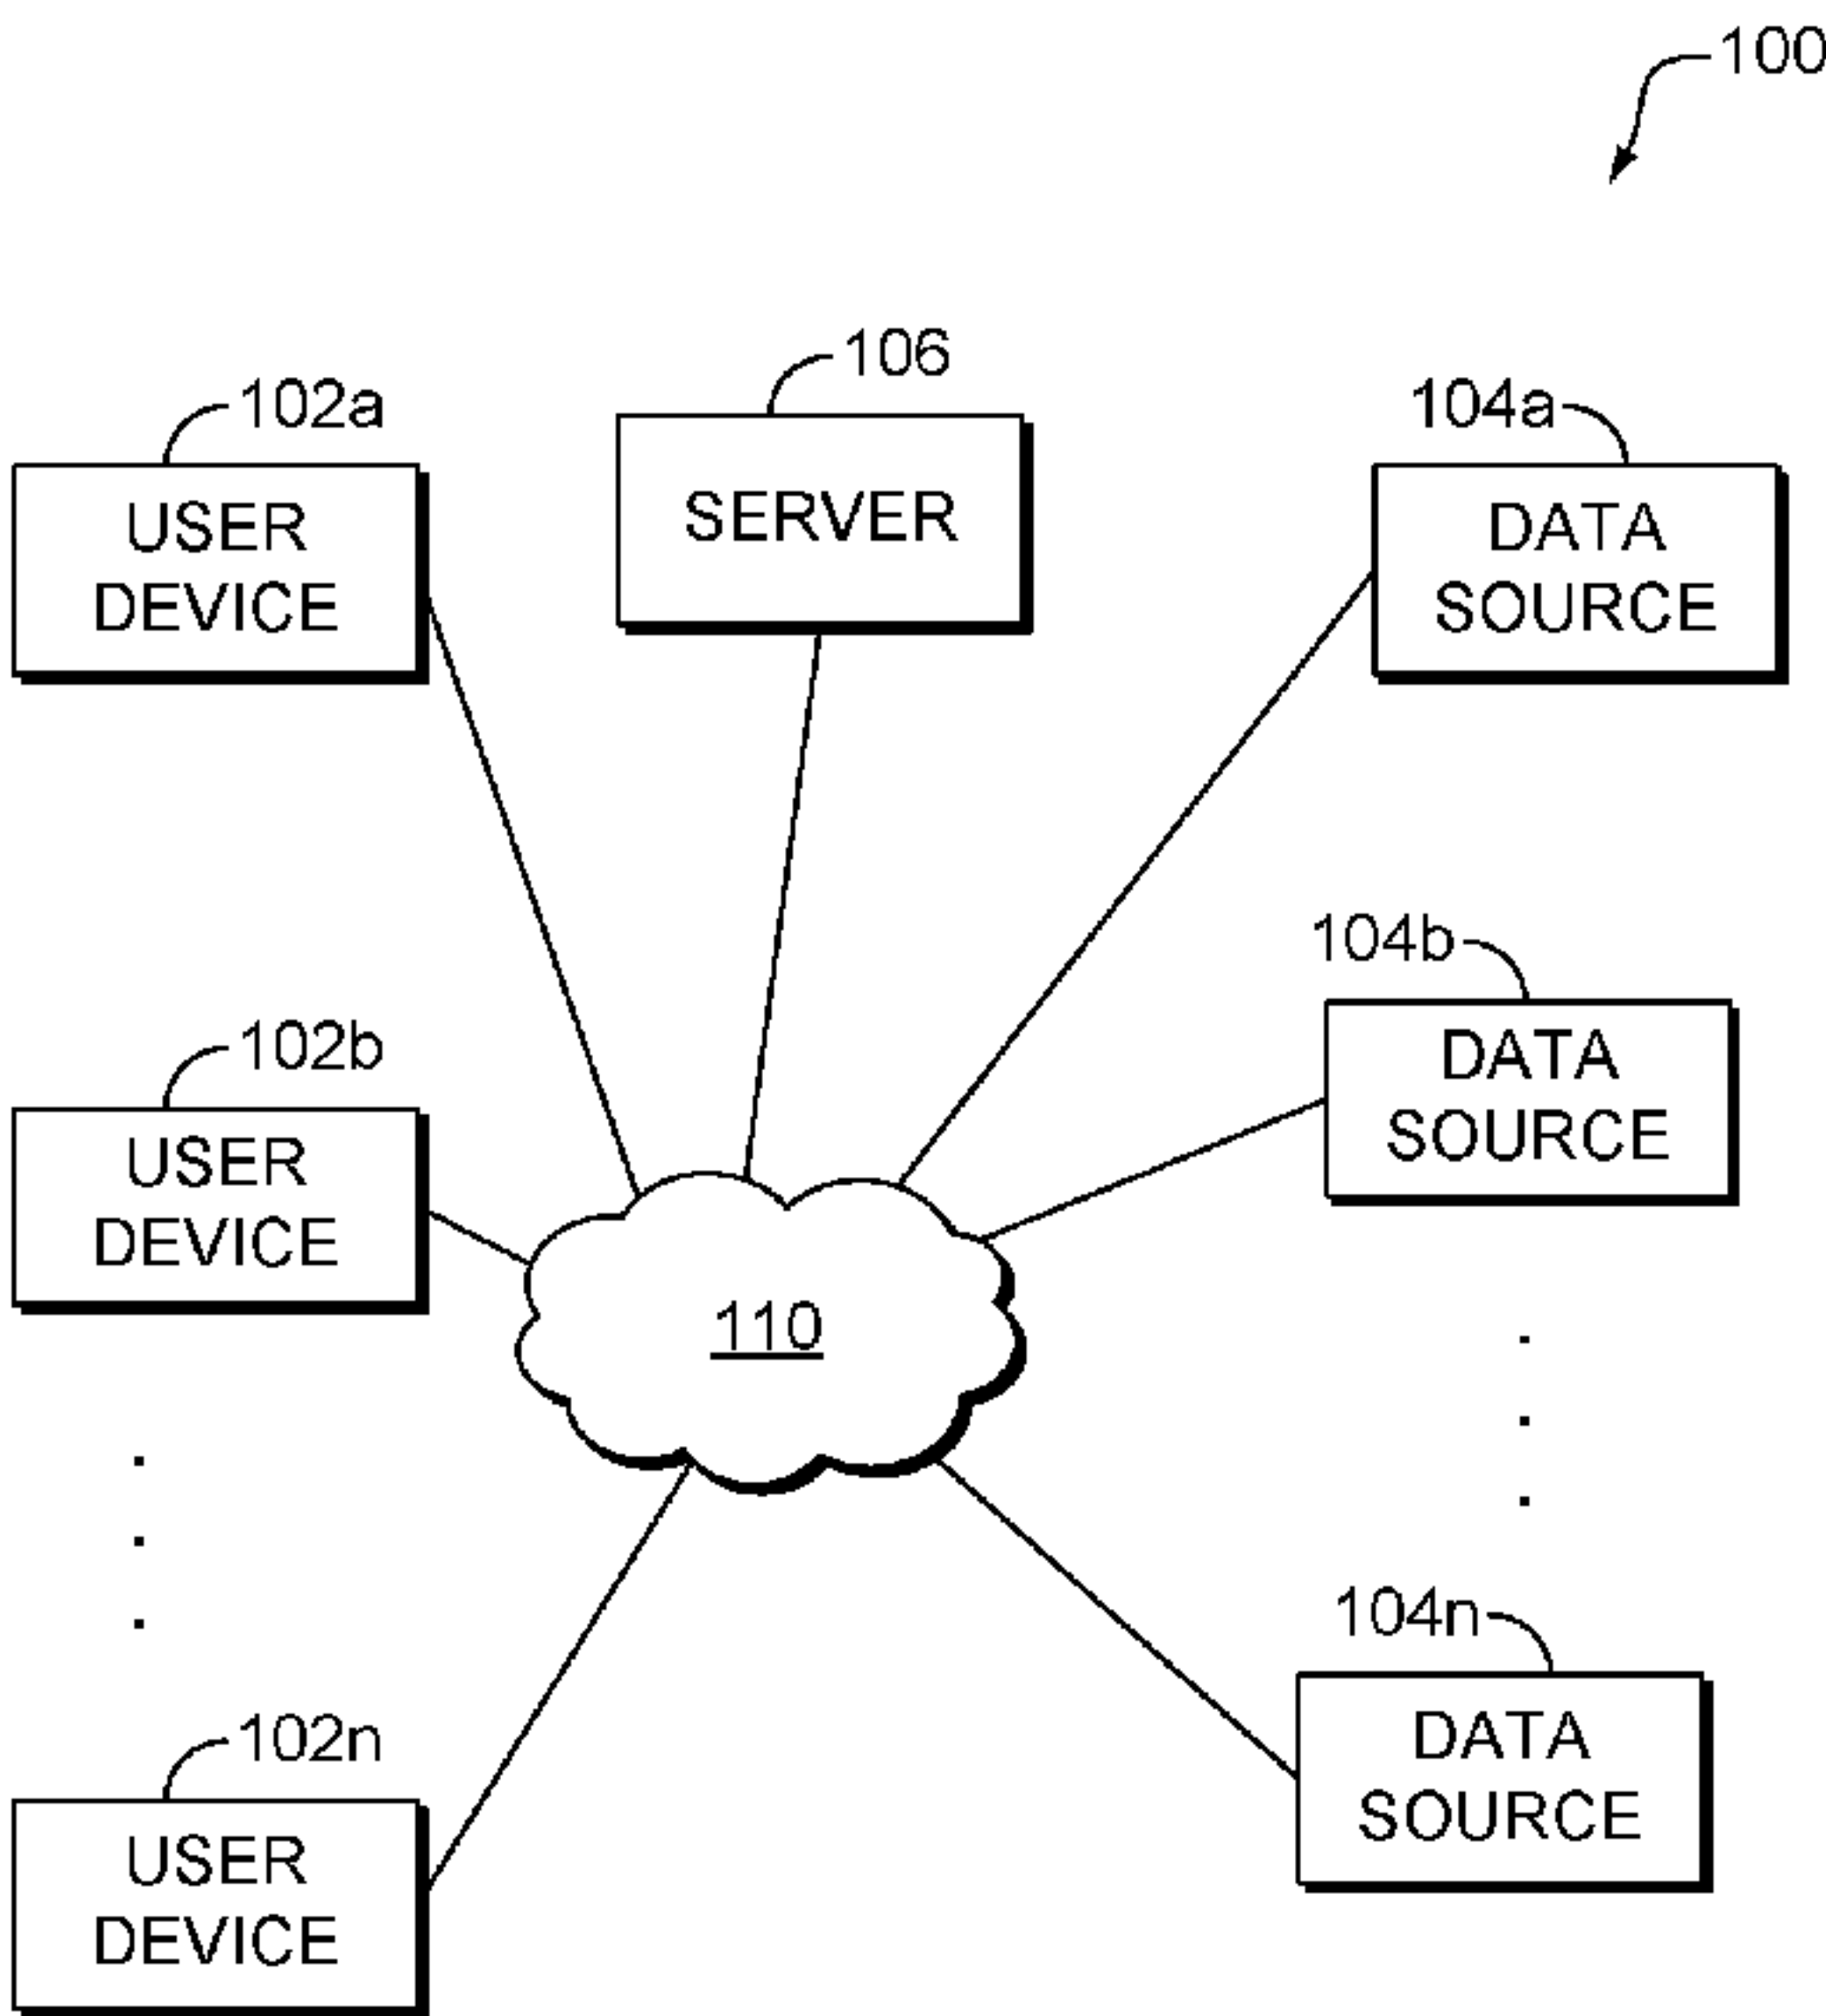 100
106
102a
104a
USER
DEVICE
SERVER
DATA
SOURCE
104b
102b
DATA
SOURCE
USER
DEVICE
110
104n
102n
DATA
SOURCE
USER
DEVICE